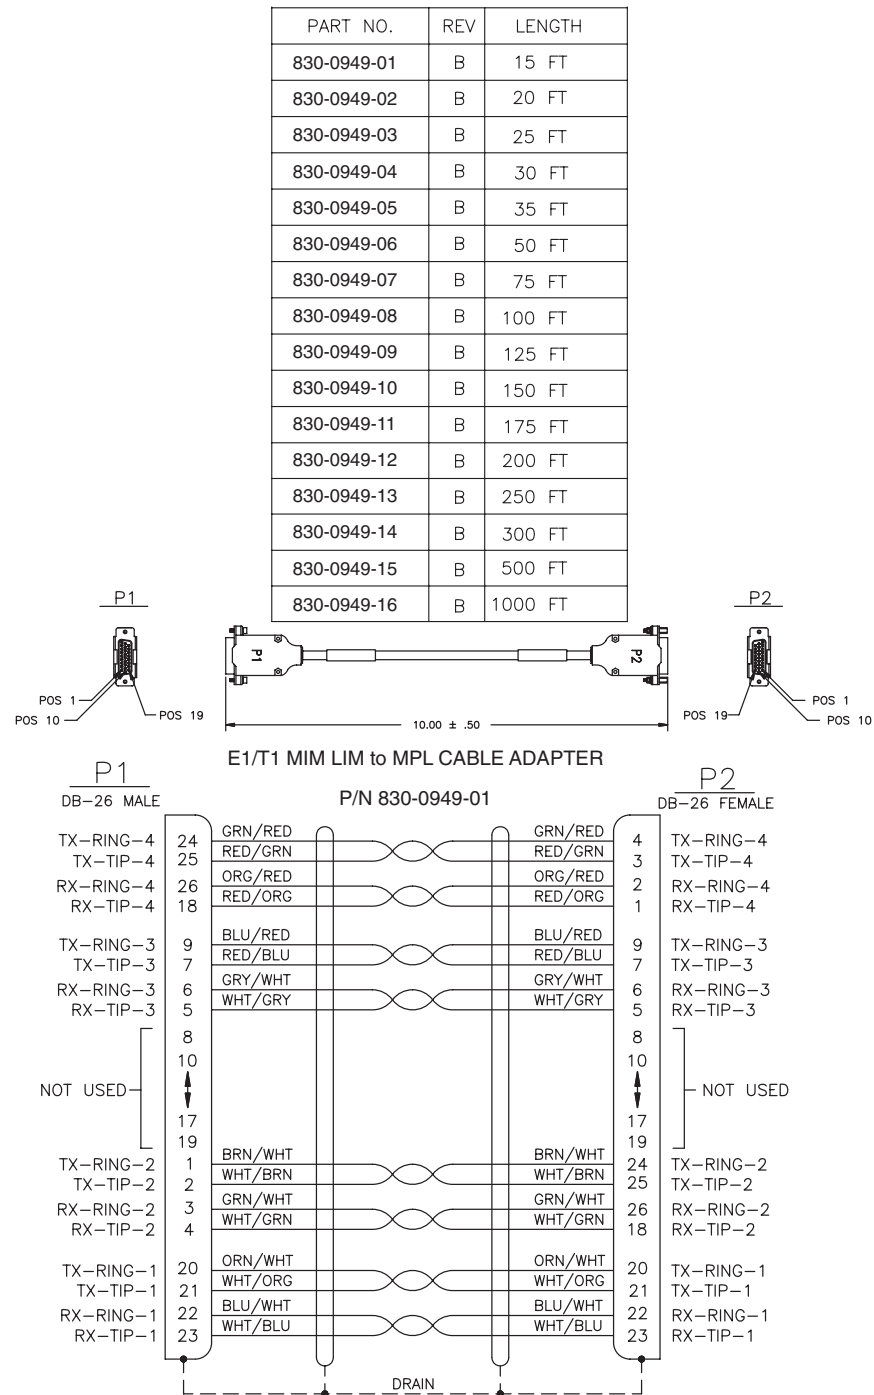 PART NO. REV LENGTH
830-0949-01 B 15 FT
830-0949-02 B 20 FT
830-0949-03 B 25 FT
830-0949-04 B 30 FT
830-0949-05 B 35 FT
830-0949-06 B 50 FT
830-0949-07 B 75 FT
830-0949-08 B 100 FT
830-0949-09 B 125 FT
830-0949-10 B 150 FT
830-0949-11 B 175 FT
830-0949-12 B 200 FT
830-0949-13 B 250 FT
830-0949-14 B 300 FT
830-0949-15 B 500 FT
830-0949-16 B 1000 FT
P1 P2
P1 P2
POS 1 POS 1
POS 10 POS 19 POS 19 POS 10
10.00 ± .50
E1/T1 MIM LIM to MPL CABLE ADAPTER
P1 P2
DB-26 MALE P/N 830-0949-01 DB-26 FEMALE
TX-RING-4 24 GRN/RED GRN/RED 4 TX-RING-4
TX-TIP-4 25 RED/GRN RED/GRN 3 TX-TIP-4
RX-RING-4 26 ORG/RED ORG/RED 2 RX-RING-4
RX-TIP-4 18 RED/ORG RED/ORG 1 RX-TIP-4
TX-RING-3 9 BLU/RED BLU/RED 9 TX-RING-3
TX-TIP-3 7 RED/BLU RED/BLU 7 TX-TIP-3
RX-RING-3 6 GRY/WHT GRY/WHT 6 RX-RING-3
RX-TIP-3 5 WHT/GRY WHT/GRY 5 RX-TIP-3
8 8
10 10
NOT USED NOT USED
17 17
19 19
TX-RING-2 1 BRN/WHT BRN/WHT 24 TX-RING-2
TX-TIP-2 2 WHT/BRN WHT/BRN 25 TX-TIP-2
RX-RING-2 3 GRN/WHT GRN/WHT 26 RX-RING-2
RX-TIP-2 4 WHT/GRN WHT/GRN 18 RX-TIP-2
TX-RING-1 20 ORN/WHT ORN/WHT 20 TX-RING-1
TX-TIP-1 21 WHT/ORG WHT/ORG 21 TX-TIP-1
RX-RING-1 22 BLU/WHT BLU/WHT 22 RX-RING-1
RX-TIP-1 23 WHT/BLU WHT/BLU 23 RX-TIP-1
DRAIN